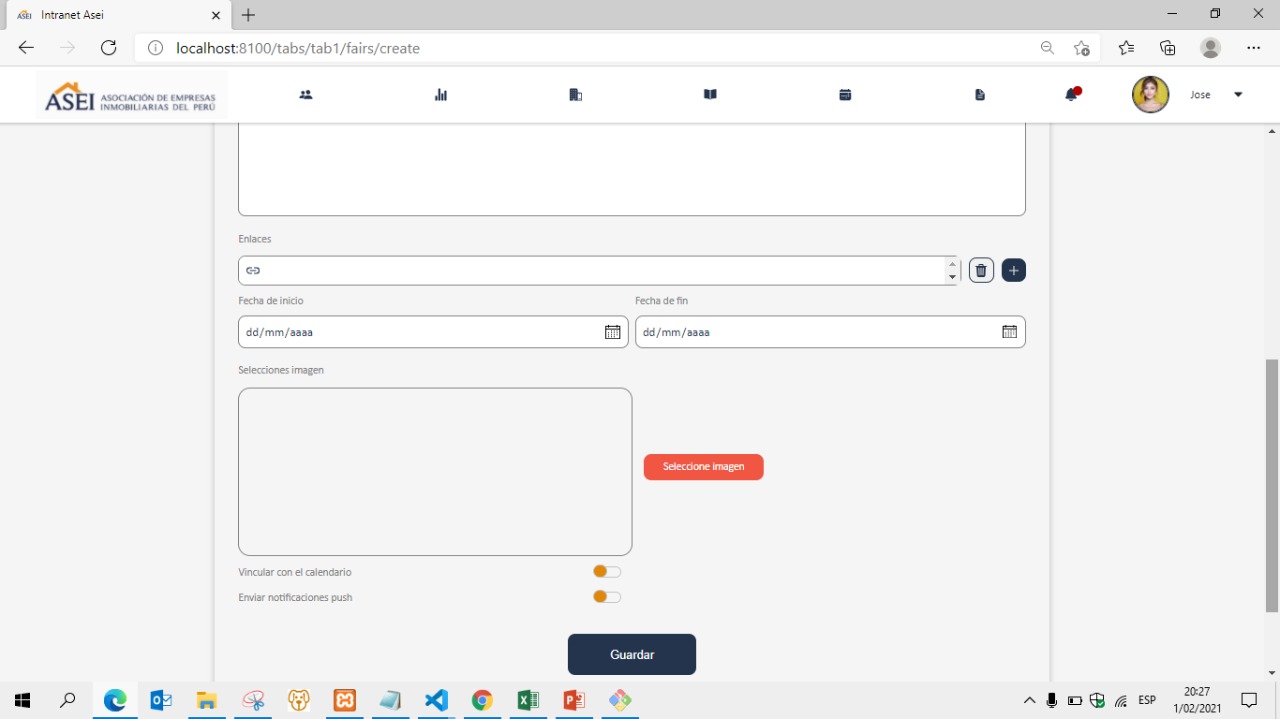 ASEI Intranet Asei
localhost:8100/tabs/tab1/fairs/create
ASEI ASOCIACIÓN DE EMPRESAS
INMOBILIARIAS DEL PERÚ
Jose
Enlaces
Fecha de inicio
Fecha de fin
dd/mm/aaaa
dd/mm/aaaa
Selecciones imagen
Seleccione imagen
Vincular con el calendario
Enviar notificaciones push
Guardar
ESP
20:27
1/02/2021